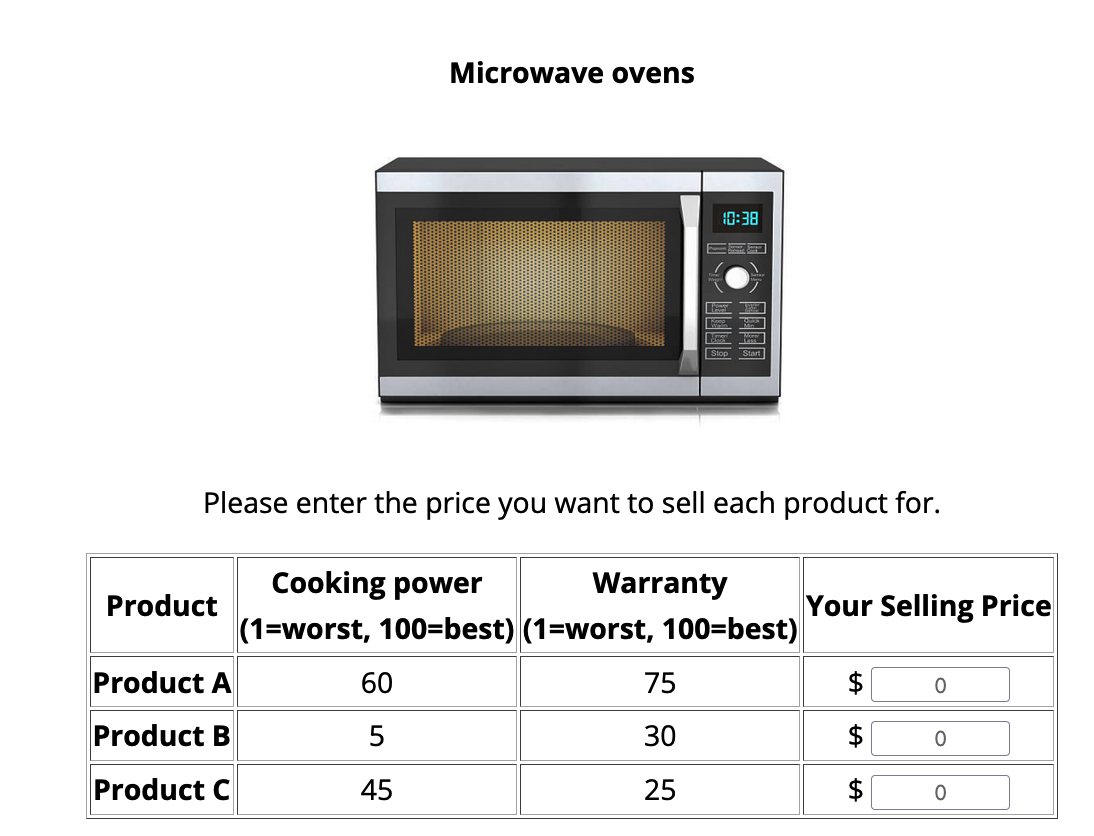 Microwave ovens
10:38
Stop Start
Please enter the price you want to sell each product for.
Product Cooking power (1=worst, 100=best) Warranty (1=worst, 100=best) Your Selling Price
Product A 60 75 $ 0
Product B 5 30 $ 0
Product C 45 25 $ 0